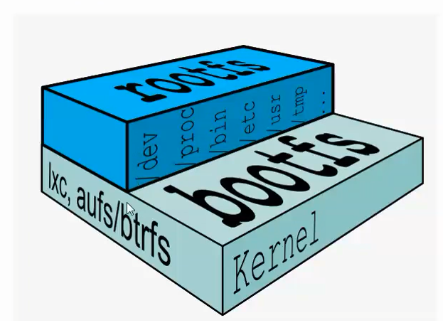 rootfs
/dev
/proc
/bin
/etc
/usr
/tmp
...
bootfs
lxc, aufs/btrfs
Kernel